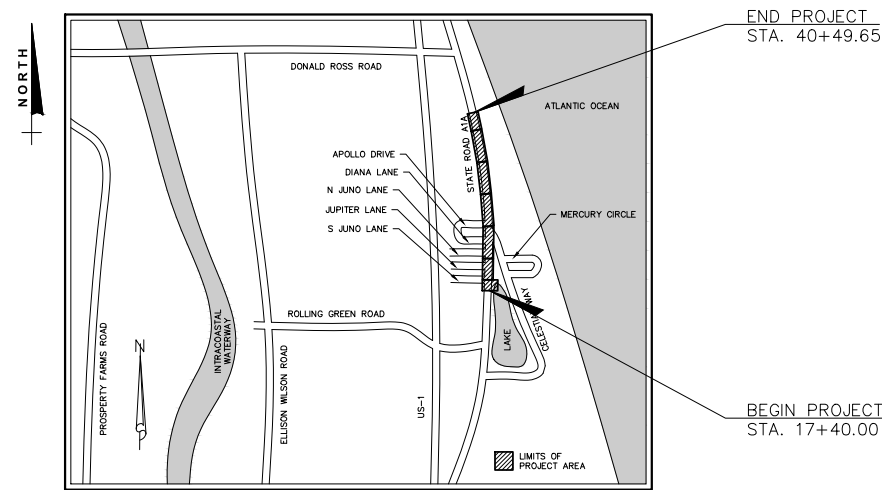 END PROJECT
STA. 40+49.65
NORTH
DONALD ROSS ROAD
ATLANTIC OCEAN
STATE ROAD A1A
APOLLO DRIVE
DIANA LANE
N JUNO LANE
JUPITER LANE
S JUNO LANE
MERCURY CIRCLE
CELESTIAL WAY
LAKE
ROLLING GREEN ROAD
INTRACOASTAL
WATERWAY
PROSPERTY FARMS ROAD
N
ELLISON WILSON ROAD
US-1
BEGIN PROJECT
STA. 17+40.00
LIMITS OF
PROJECT AREA